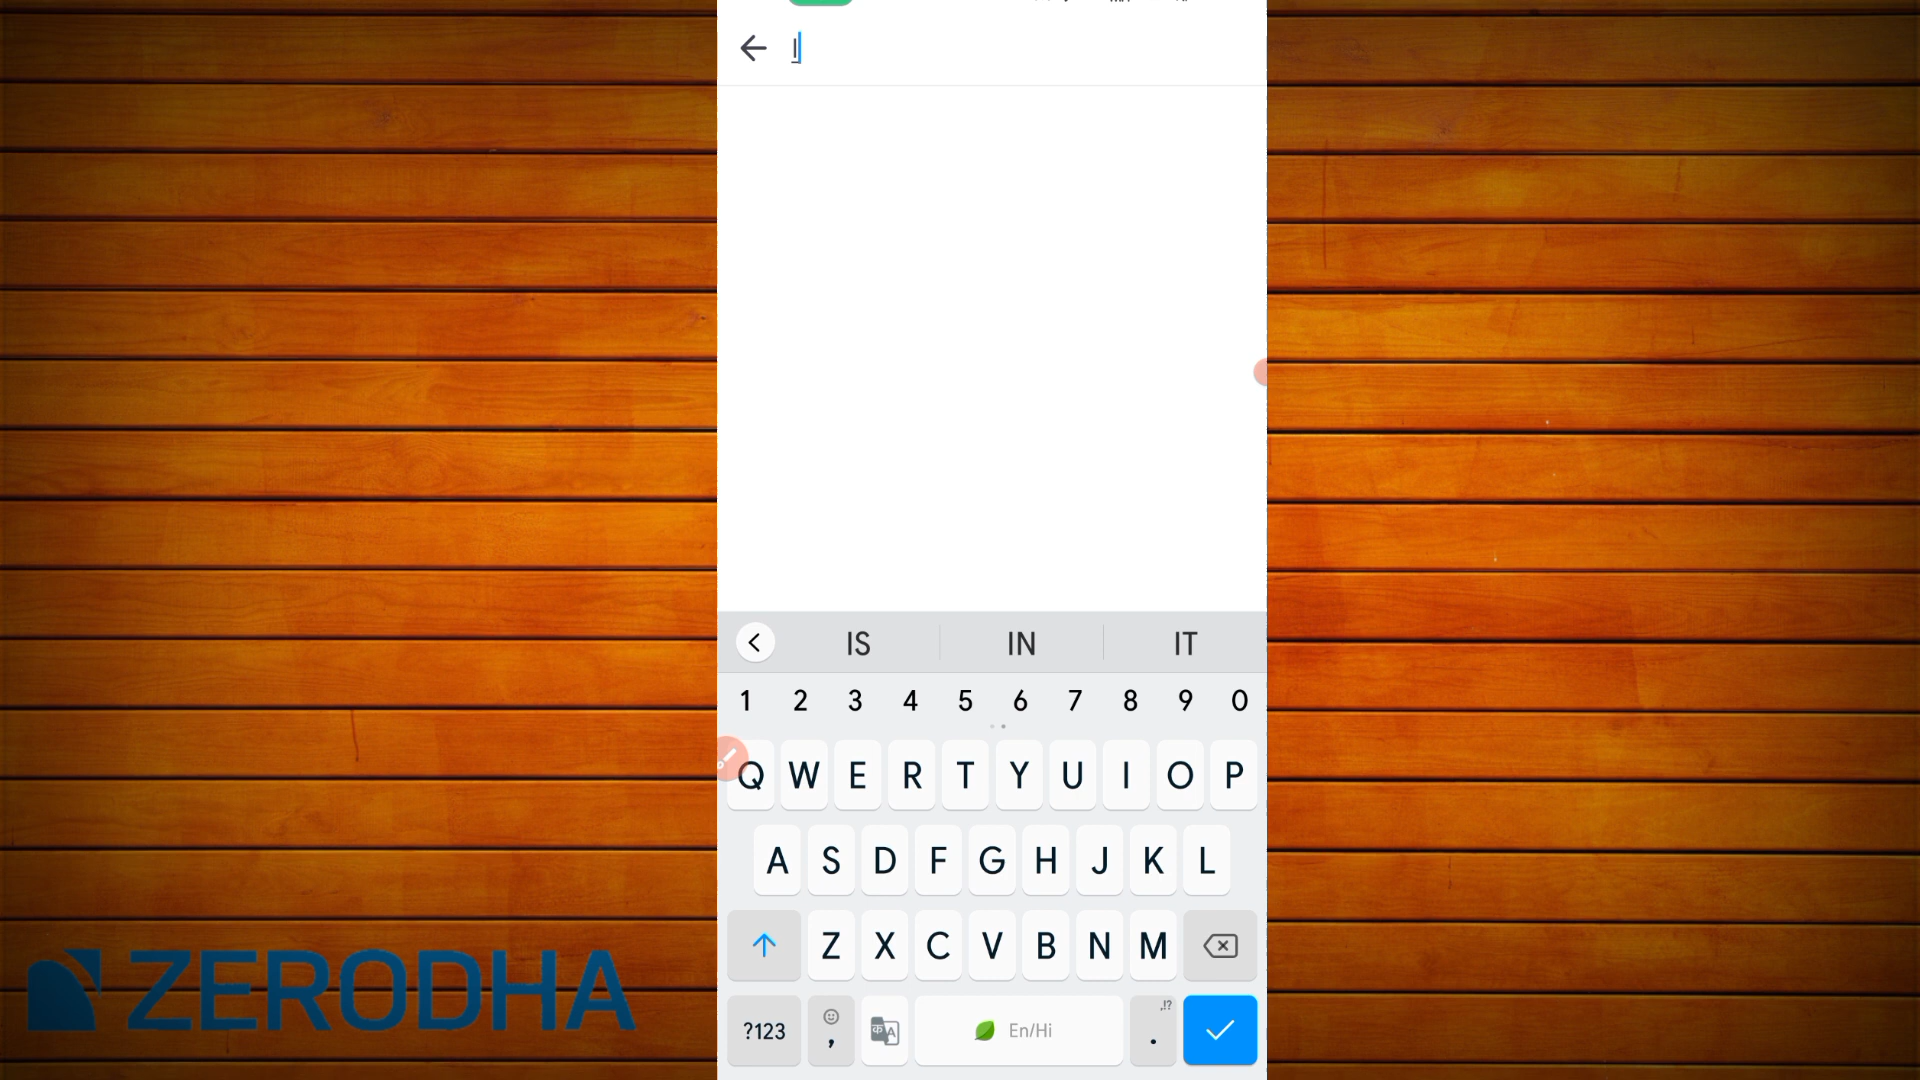 I
IS IN IT
1 2 3 4 5 6 7 8 9 0
Q W E R T Y U I O P
A S D F G H J K L
Z X C V B N M
,!?
?123 , क A En/Hi .
ZERODHA